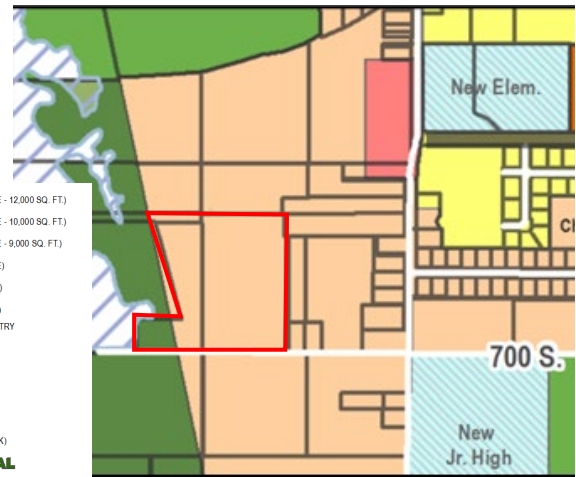 New Elem.
E - 12,000 SQ. FT.)
E - 10,000 SQ. FT.)
E - 9,000 SQ. FT.)
E)
)
)
TRY
700 S.
New
Jr. High
K)
AL